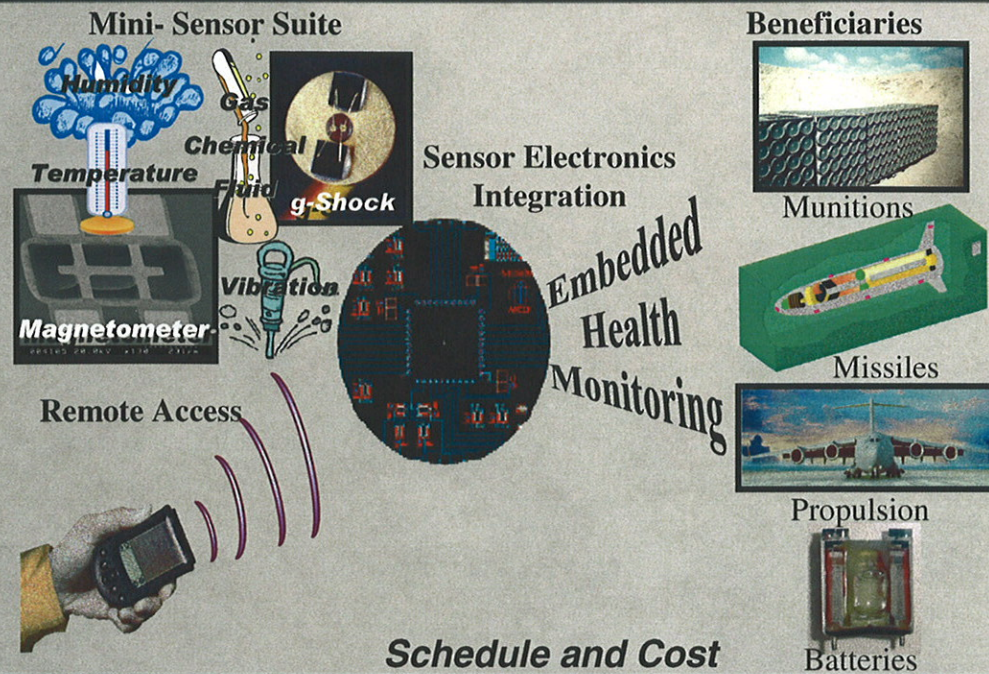 Mini- Sensor Suite
Humidity
Gas
Chemical
Temperature
Fluid
g-Shock
Vibration
Magnetometer
Sensor Electronics
Integration
Embedded
Health
Monitoring
Remote Access
Beneficiaries
Munitions
Missiles
Propulsion
Batteries
Schedule and Cost